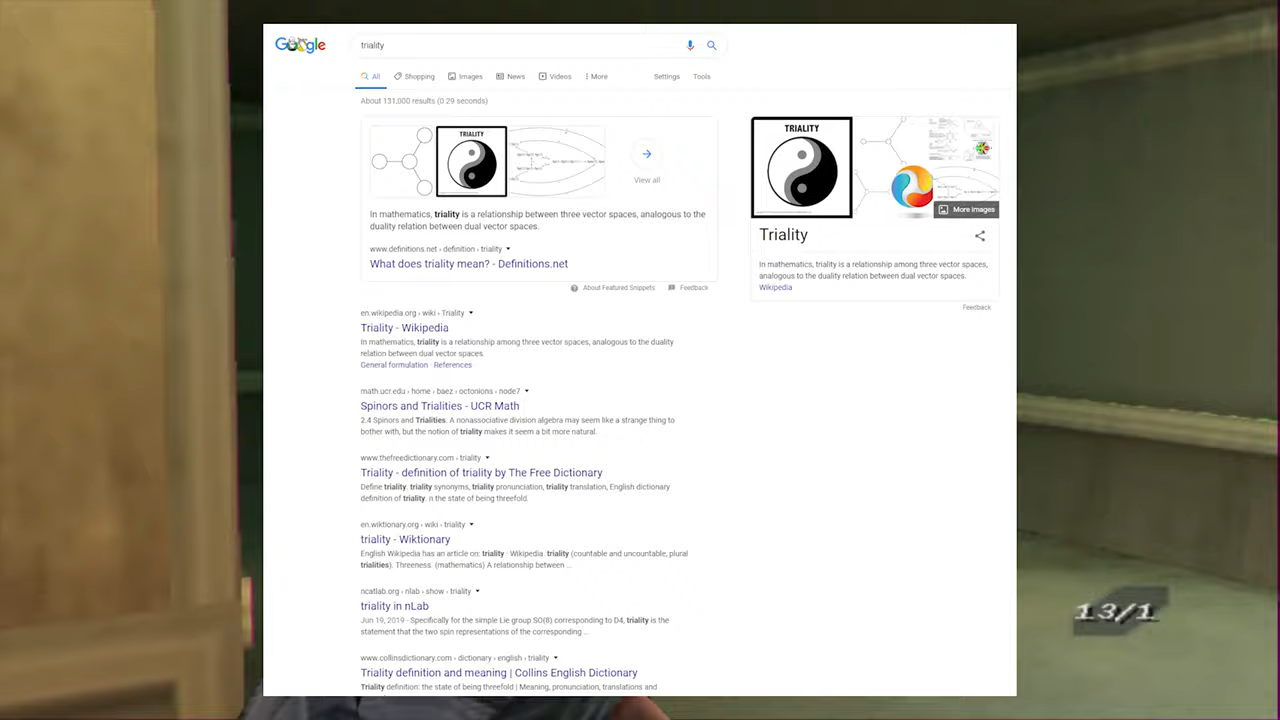 Google
triality
All
Shopping
Images
News
Videos
More
Settings
Tools
About 131,000 results (0.29 seconds)
TRIALITY
View all
In mathematics, triality is a relationship between three vector spaces, analogous to the
duality relation between dual vector spaces.
www.definitions.net › definition › triality
What does triality mean? - Definitions.net
About Featured Snippets
Feedback
TRIALITY
More images
Triality
In mathematics, triality is a relationship among three vector spaces,
analogous to the duality relation between dual vector spaces.
Wikipedia
Feedback
en.wikipedia.org › wiki › Triality
Triality - Wikipedia
In mathematics, triality is a relationship among three vector spaces, analogous to the duality
relation between dual vector spaces.
General formulation · References
math.ucr.edu › home › baez › octonions › node7
Spinors and Trialities - UCR Math
2.4 Spinors and Trialities. A nonassociative division algebra may seem like a strange thing to
bother with, but the notion of triality makes it seem a bit more natural.
www.thefreedictionary.com › triality
Triality - definition of triality by The Free Dictionary
Define triality. triality synonyms, triality pronunciation, triality translation, English dictionary
definition of triality. n the state of being threefold.
en.wiktionary.org › wiki › triality
triality - Wiktionary
English Wikipedia has an article on: triality · Wikipedia. triality (countable and uncountable, plural
trialities). Threeness. (mathematics) A relationship between ...
ncatlab.org › nlab › show › triality
triality in nLab
Jun 19, 2019 - Specifically for the simple Lie group SO(8) corresponding to D4, triality is the
statement that the two spin representations of the corresponding ...
www.collinsdictionary.com › dictionary › english › triality
Triality definition and meaning | Collins English Dictionary
Triality definition: the state of being threefold | Meaning, pronunciation, translations and
13/1